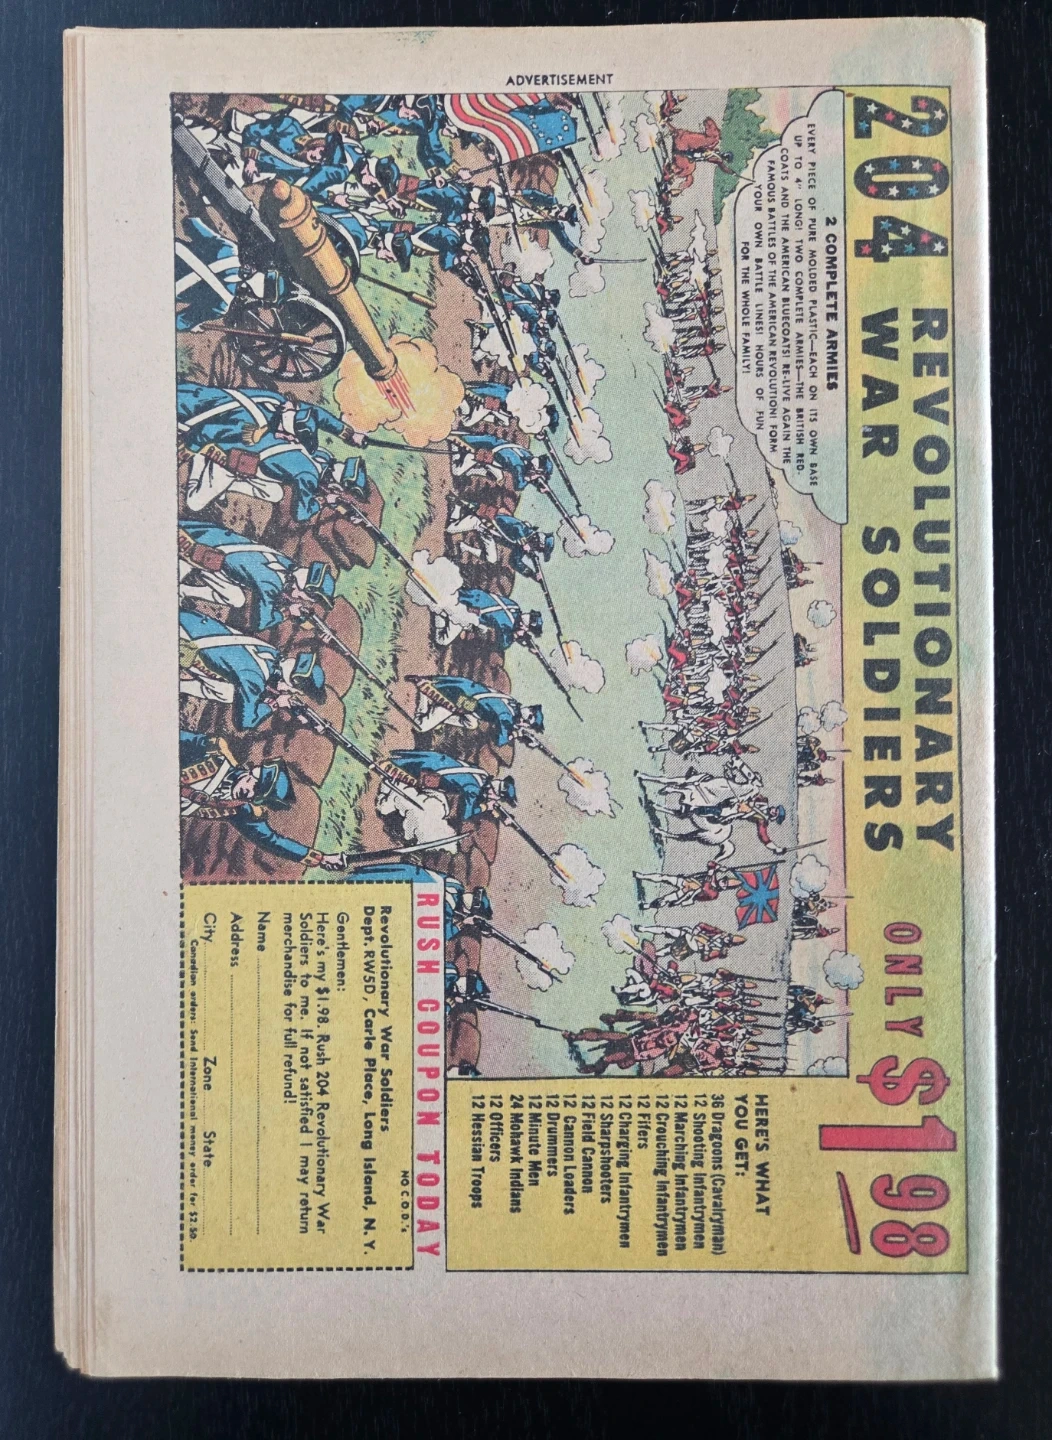 ADVERTISEMENT
204 REVOLUTIONARY
WAR SOLDIERS
ONLY $1 98
2 COMPLETE ARMIES
EVERY PIECE OF PURE MOLDED PLASTIC—EACH ON ITS OWN BASE
UP TO 4" LONG! TWO COMPLETE ARMIES—THE BRITISH RED-
COATS AND THE AMERICAN BLUECOATS! RE-LIVE AGAIN THE
FAMOUS BATTLES OF THE AMERICAN REVOLUTION! FORM
YOUR OWN BATTLE LINES! HOURS OF FUN
FOR THE WHOLE FAMILY!
HERE'S WHAT
YOU GET:
36 Dragons (Cavalryman)
12 Shooting Infantrymen
12 Marching Infantrymen
12 Crouching Infantrymen
12 Fifers
12 Charging Infantrymen
12 Sharpshooters
12 Field Cannon
12 Cannon Loaders
12 Drummers
12 Minute Men
24 Mohawk Indians
12 Officers
12 Hessian Troops
RUSH COUPON TODAY
NO C.O.D.'s
Revolutionary War Soldiers
Dept. RW5D, Carle Place, Long Island, N. Y.
Gentlemen:
Here's my $1.98. Rush 204 Revolutionary War
Soldiers to me. If not satisfied I may return
merchandise for full refund!
Name
Address
City Zone State
Canadian orders: Send International money order for $2.50.